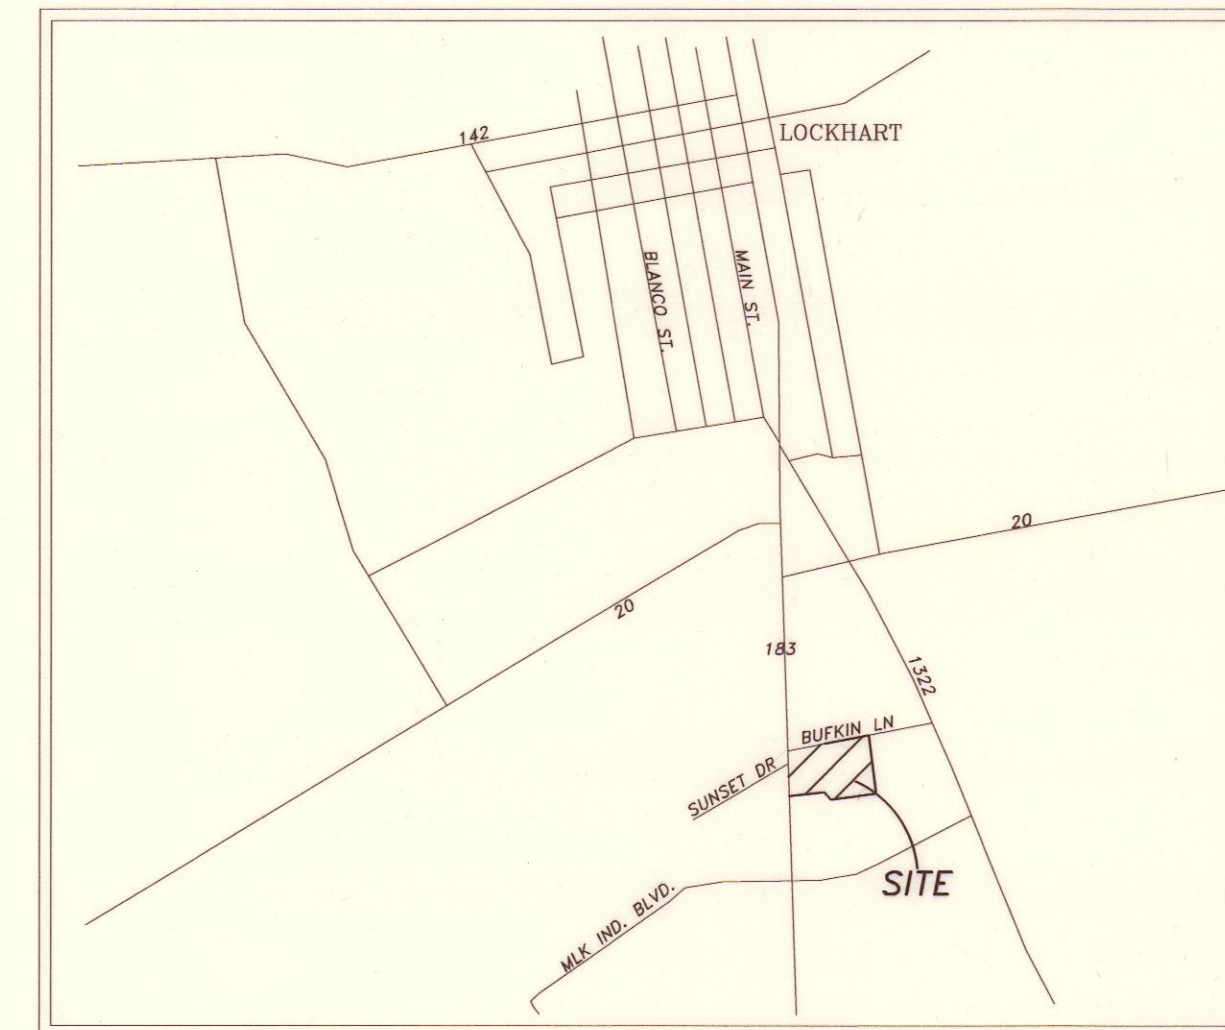 142
LOCKHART
BLANCO ST.
MAIN ST.
20
20
183
1322
BUFKIN LN
SUNSET DR
SITE
MLK IND. BLVD.